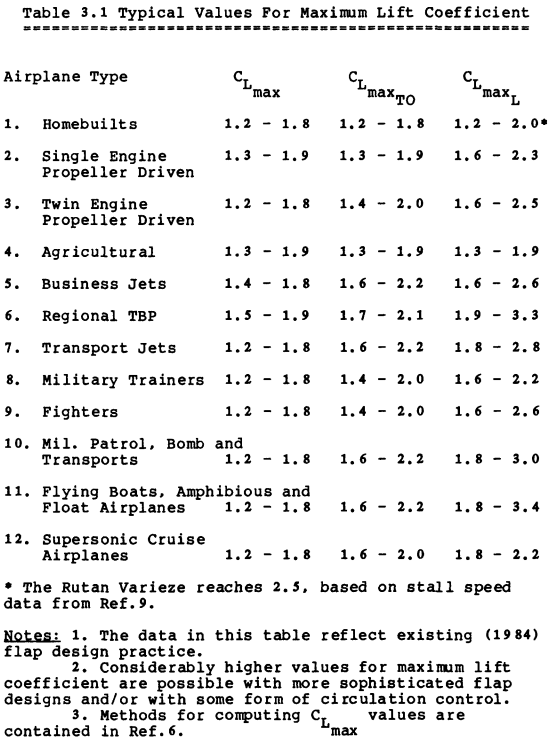 Table 3.1 Typical Values For Maximum Lift Coefficient
=====================================================
Airplane Type C_Lmax C_LmaxTO C_LmaxL
1. Homebuilts 1.2 - 1.8 1.2 - 1.8 1.2 - 2.0*
2. Single Engine 1.3 - 1.9 1.3 - 1.9 1.6 - 2.3
Propeller Driven
3. Twin Engine 1.2 - 1.8 1.4 - 2.0 1.6 - 2.5
Propeller Driven
4. Agricultural 1.3 - 1.9 1.3 - 1.9 1.3 - 1.9
5. Business Jets 1.4 - 1.8 1.6 - 2.2 1.6 - 2.6
6. Regional TBP 1.5 - 1.9 1.7 - 2.1 1.9 - 3.3
7. Transport Jets 1.2 - 1.8 1.6 - 2.2 1.8 - 2.8
8. Military Trainers 1.2 - 1.8 1.4 - 2.0 1.6 - 2.2
9. Fighters 1.2 - 1.8 1.4 - 2.0 1.6 - 2.6
10. Mil. Patrol, Bomb and
Transports 1.2 - 1.8 1.6 - 2.2 1.8 - 3.0
11. Flying Boats, Amphibious and
Float Airplanes 1.2 - 1.8 1.6 - 2.2 1.8 - 3.4
12. Supersonic Cruise
Airplanes 1.2 - 1.8 1.6 - 2.0 1.8 - 2.2
* The Rutan Varieze reaches 2.5, based on stall speed
data from Ref.9.
Notes: 1. The data in this table reflect existing (1984)
flap design practice.
2. Considerably higher values for maximum lift
coefficient are possible with more sophisticated flap
designs and/or with some form of circulation control.
3. Methods for computing C_Lmax values are
contained in Ref.6.